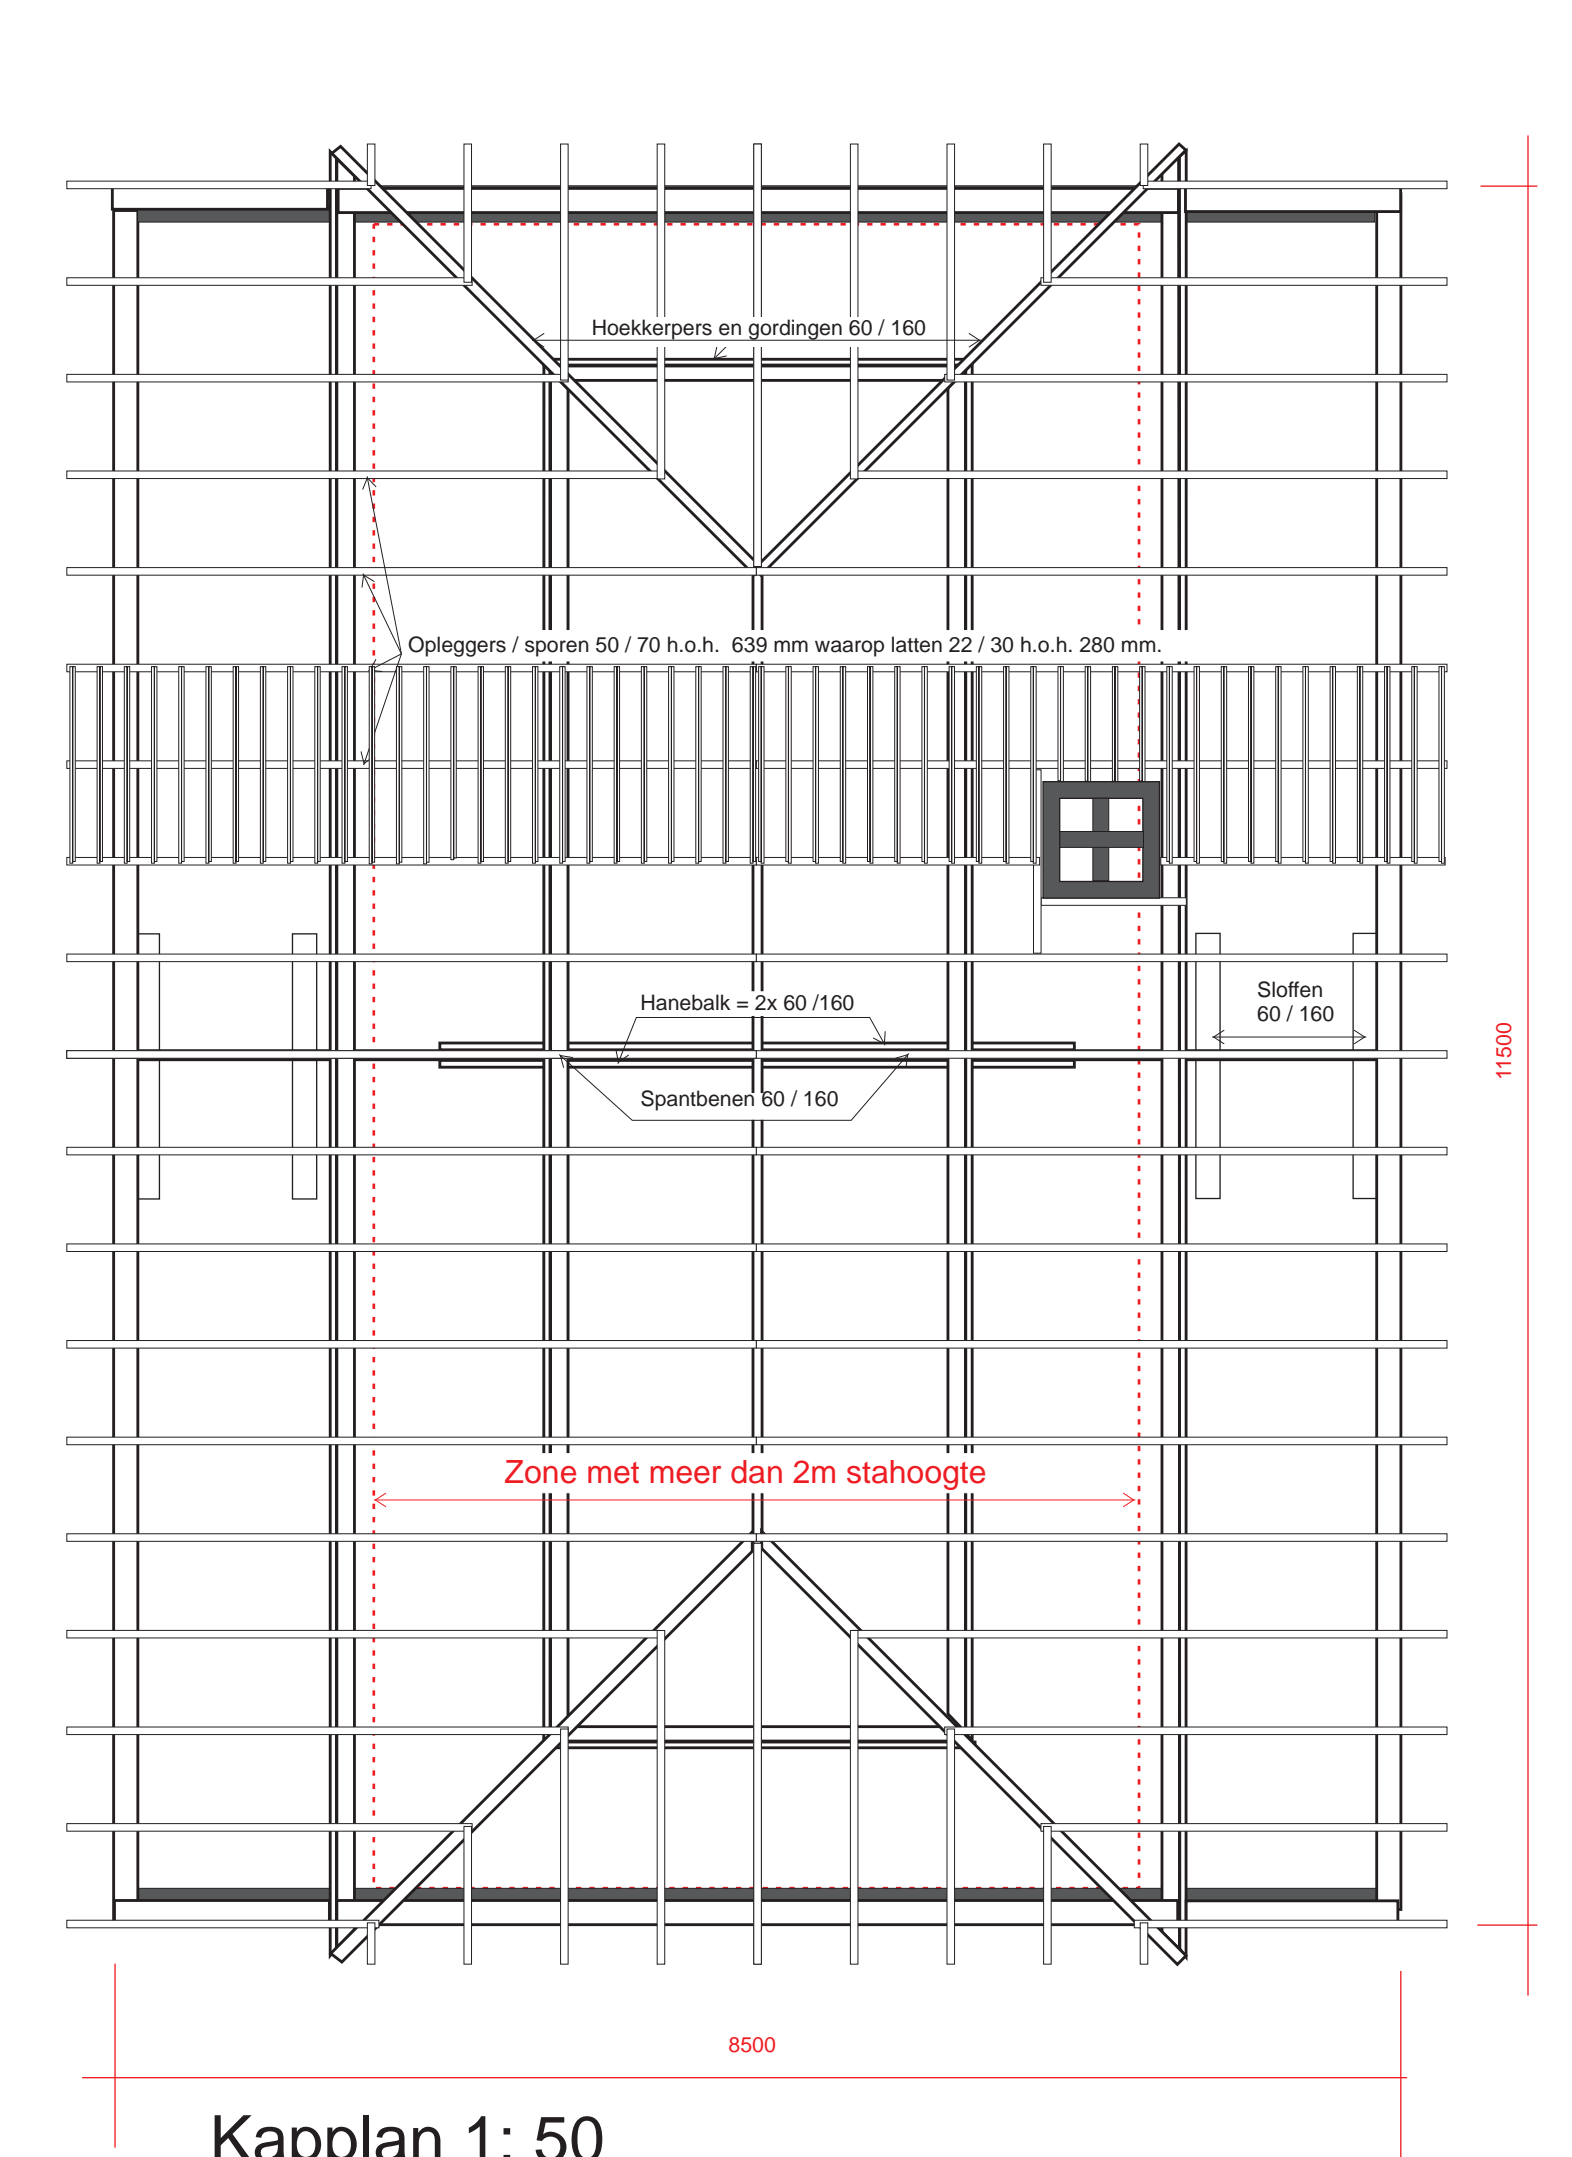 Hoekkerpers en gordingen 60 / 160
Opleggers / sporen 50 / 70 h.o.h. 639 mm waarop latten 22 / 30 h.o.h. 280 mm.
Sloffen
60 / 160
Hanebalk = 2x 60 /160
11500
Spantbenen 60 / 160
Zone met meer dan 2m stahoogte
8500
Kapplan 1: 50